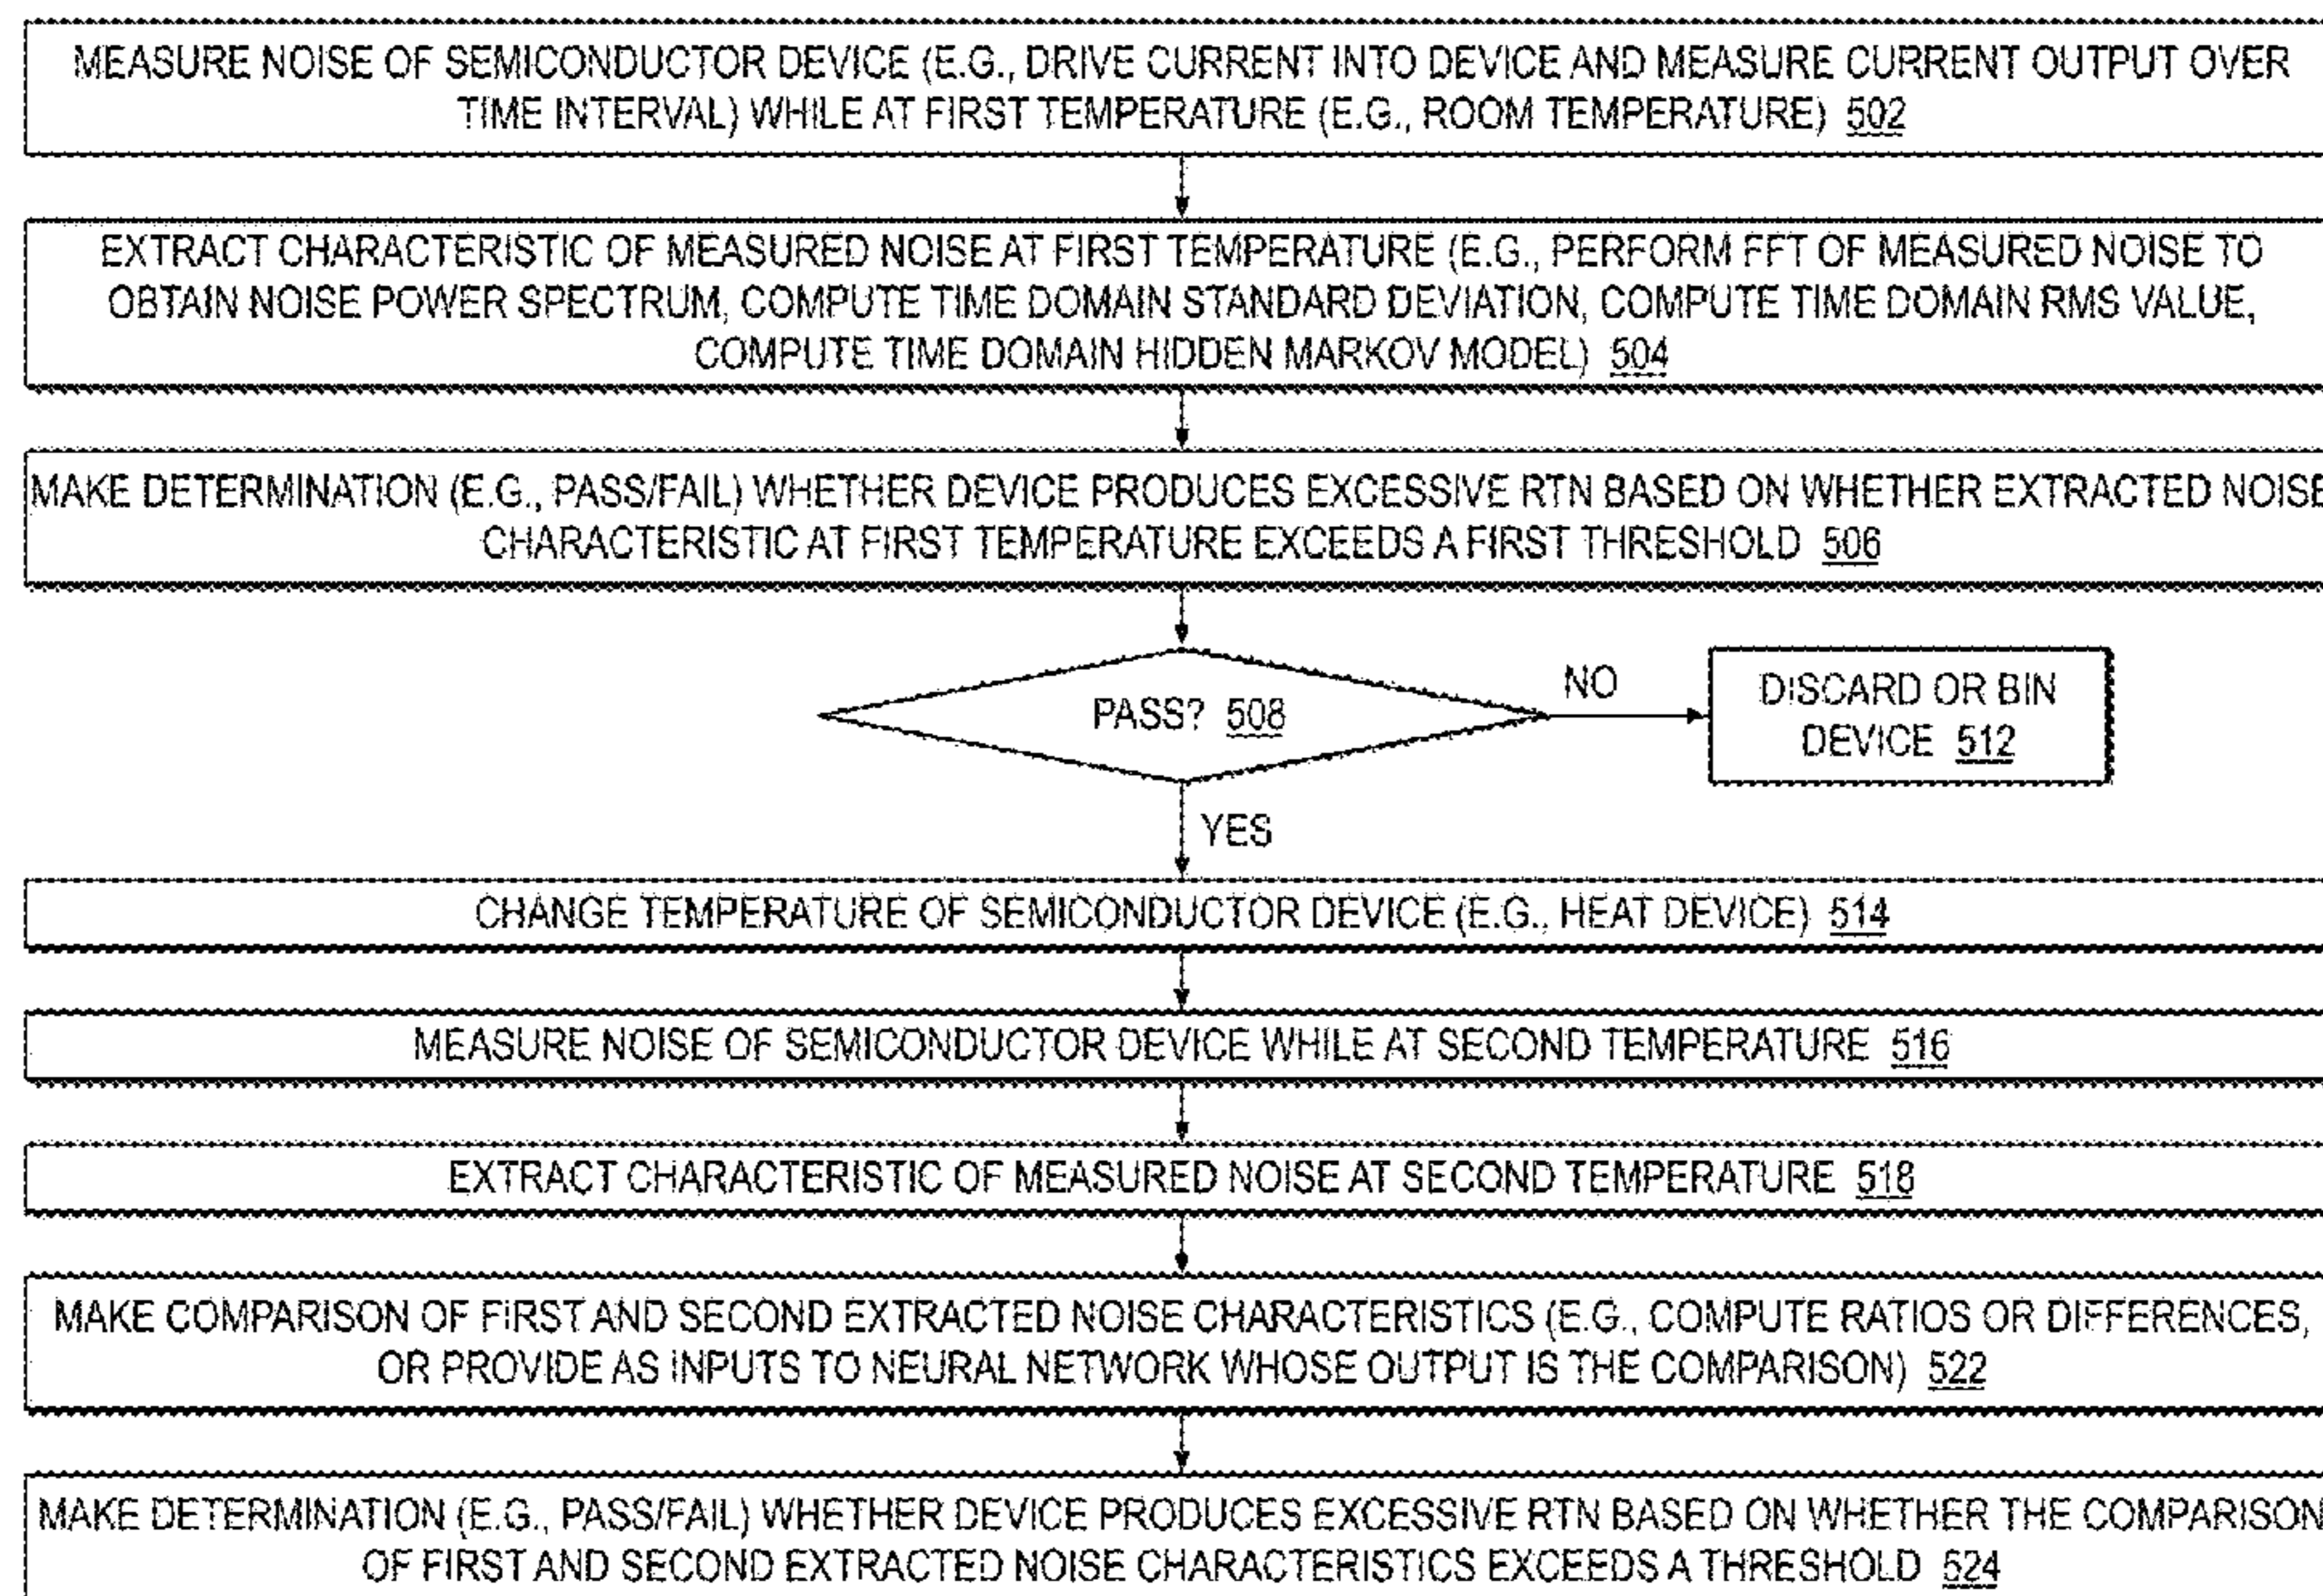 MEASURE NOISE OF SEMICONDUCTOR DEVICE (E.G., DRIVE CURRENT INTO DEVICE AND MEASURE CURRENT OUTPUT OVER
TIME INTERVAL) WHILE AT FIRST TEMPERATURE (E.G., ROOM TEMPERATURE) 502
EXTRACT CHARACTERISTIC OF MEASURED NOISE AT FIRST TEMPERATURE (E.G., PERFORM FFT OF MEASURED NOISE TO
OBTAIN NOISE POWER SPECTRUM, COMPUTE TIME DOMAIN STANDARD DEVIATION, COMPUTE TIME DOMAIN RMS VALUE,
COMPUTE TIME DOMAIN HIDDEN MARKOV MODEL) 504
MAKE DETERMINATION (E.G., PASS/FAIL) WHETHER DEVICE PRODUCES EXCESSIVE RTN BASED ON WHETHER EXTRACTED NOISE
CHARACTERISTIC AT FIRST TEMPERATURE EXCEEDS A FIRST THRESHOLD 506
PASS? 508
NO
DISCARD OR BIN
DEVICE 512
YES
CHANGE TEMPERATURE OF SEMICONDUCTOR DEVICE (E.G., HEAT DEVICE) 514
MEASURE NOISE OF SEMICONDUCTOR DEVICE WHILE AT SECOND TEMPERATURE 516
EXTRACT CHARACTERISTIC OF MEASURED NOISE AT SECOND TEMPERATURE 518
MAKE COMPARISON OF FIRST AND SECOND EXTRACTED NOISE CHARACTERISTICS (E.G., COMPUTE RATIOS OR DIFFERENCES,
OR PROVIDE AS INPUTS TO NEURAL NETWORK WHOSE OUTPUT IS THE COMPARISON) 522
MAKE DETERMINATION (E.G., PASS/FAIL) WHETHER DEVICE PRODUCES EXCESSIVE RTN BASED ON WHETHER THE COMPARISON
OF FIRST AND SECOND EXTRACTED NOISE CHARACTERISTICS EXCEEDS A THRESHOLD 524